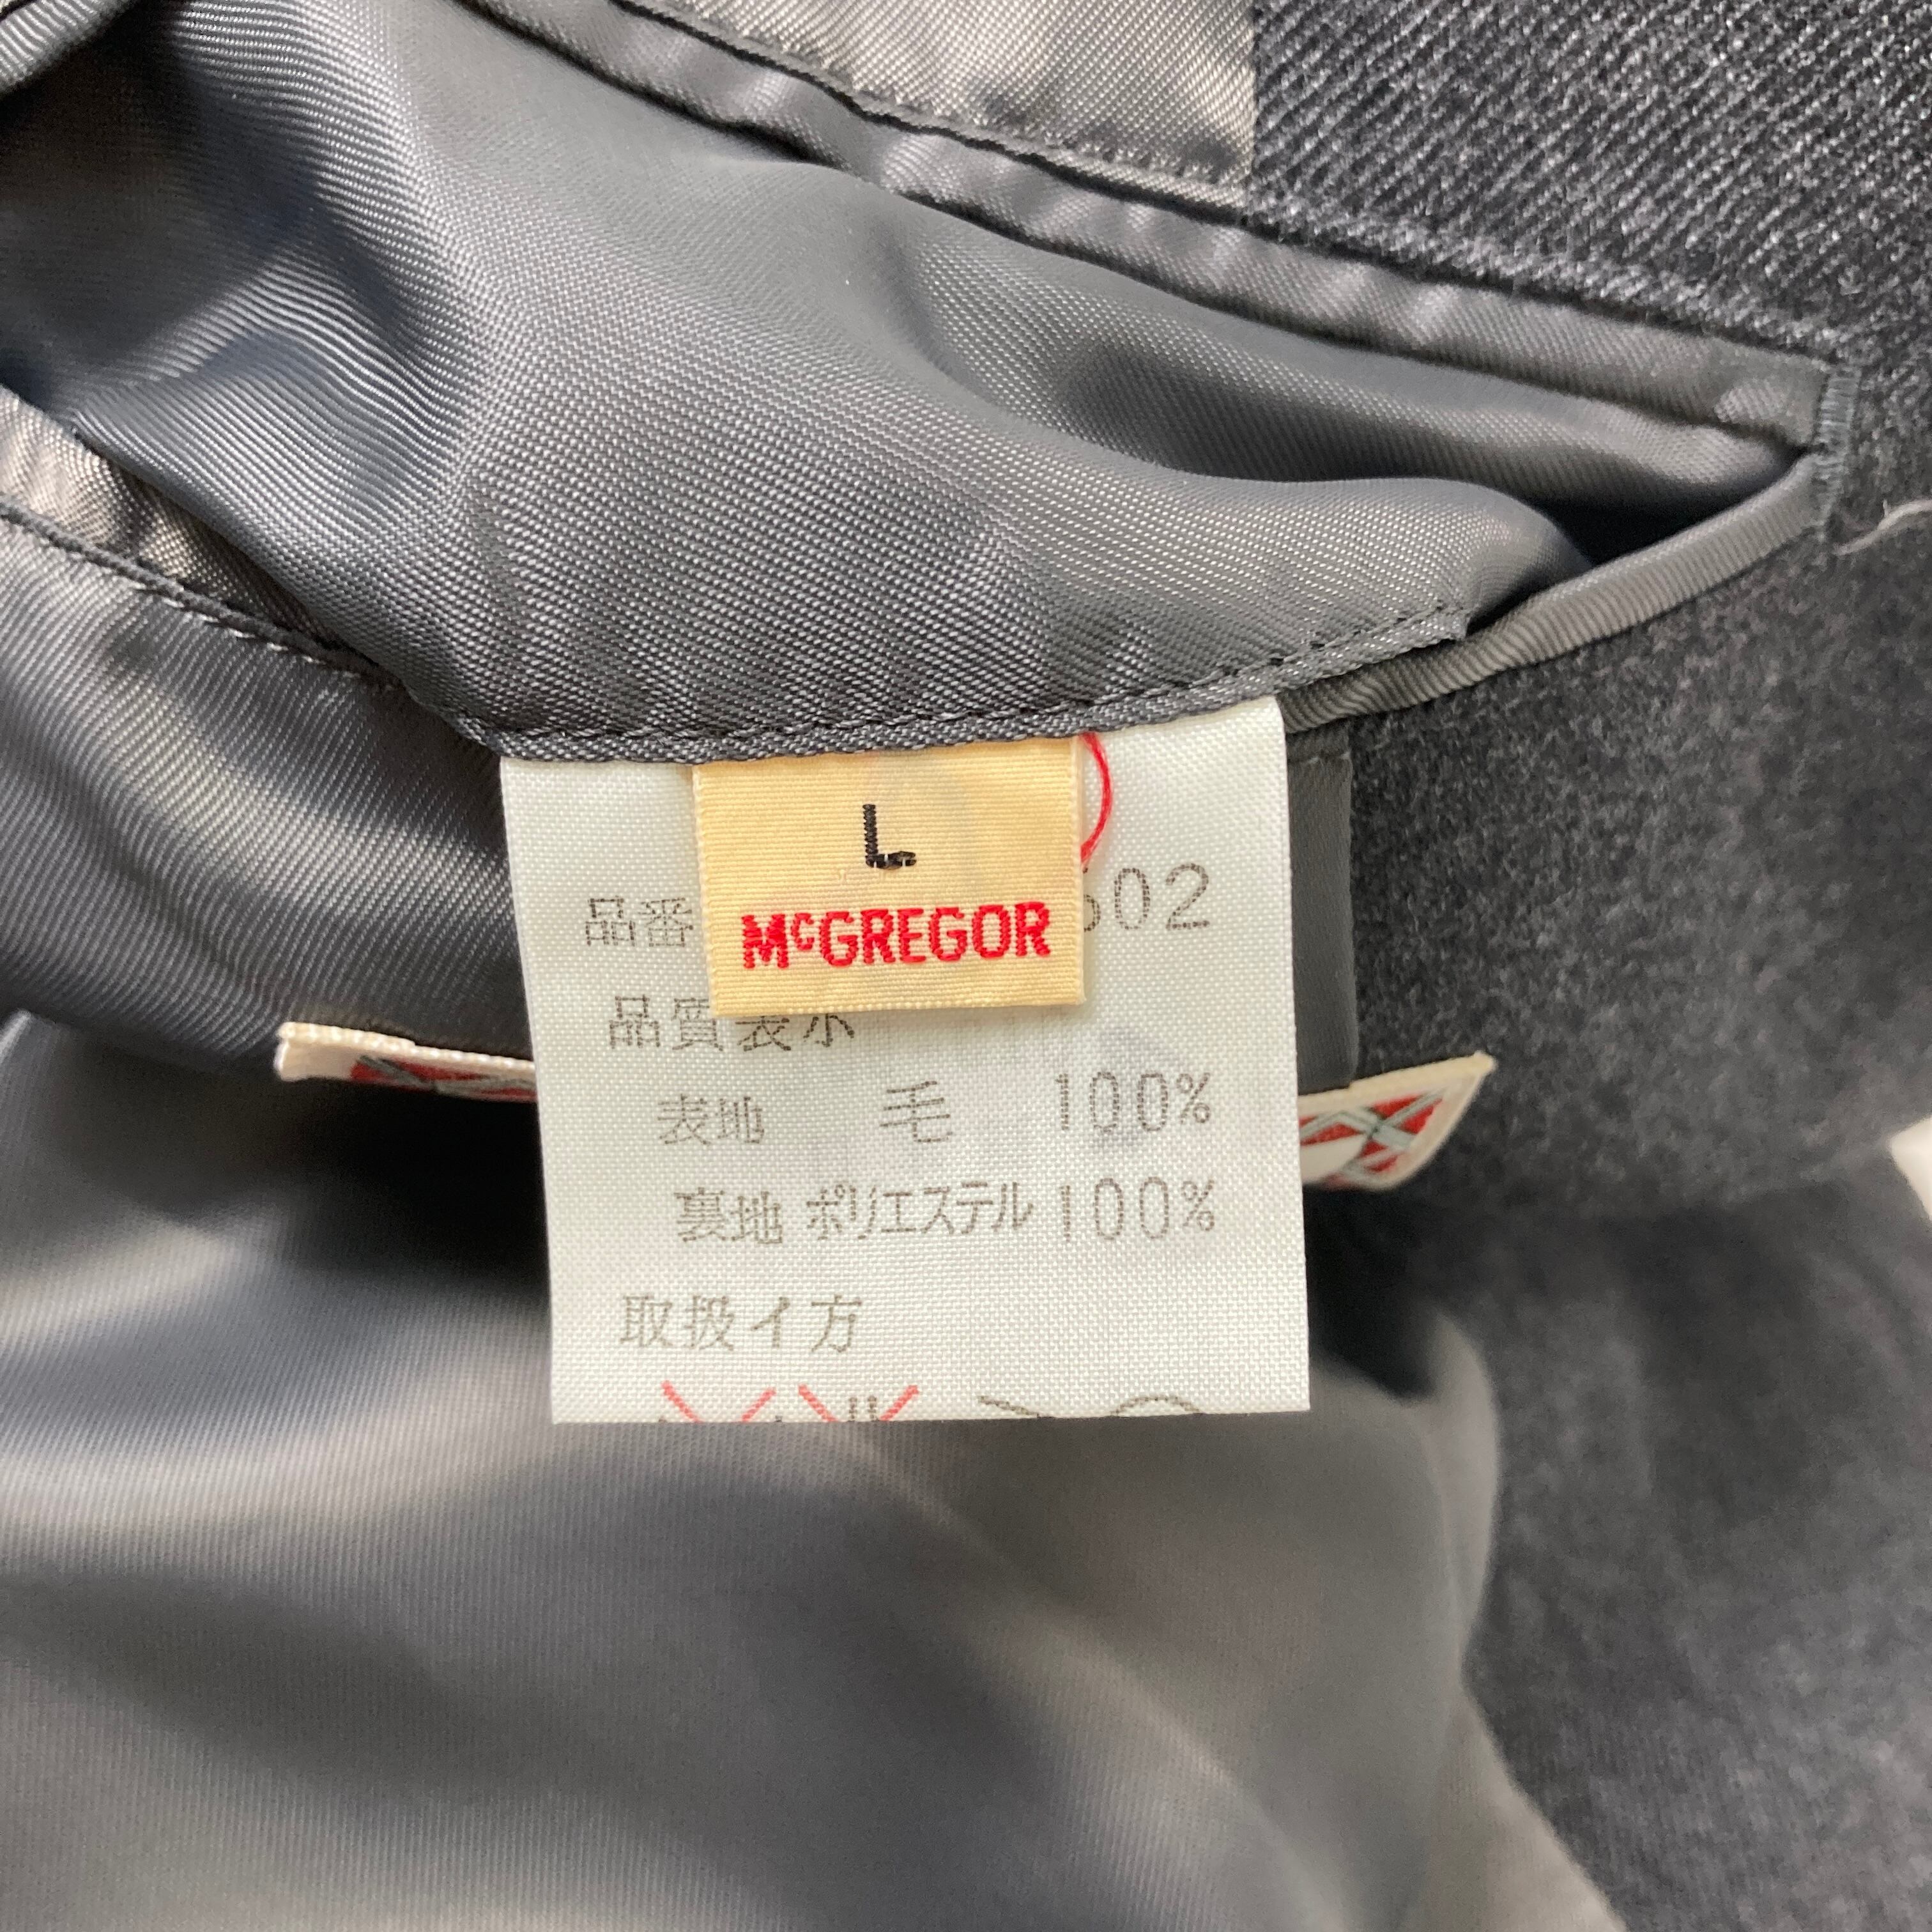 L
McGREGOR
品番 602
品質表示
表地 毛 100%
裏地 ポリエステル 100%
取扱イ方